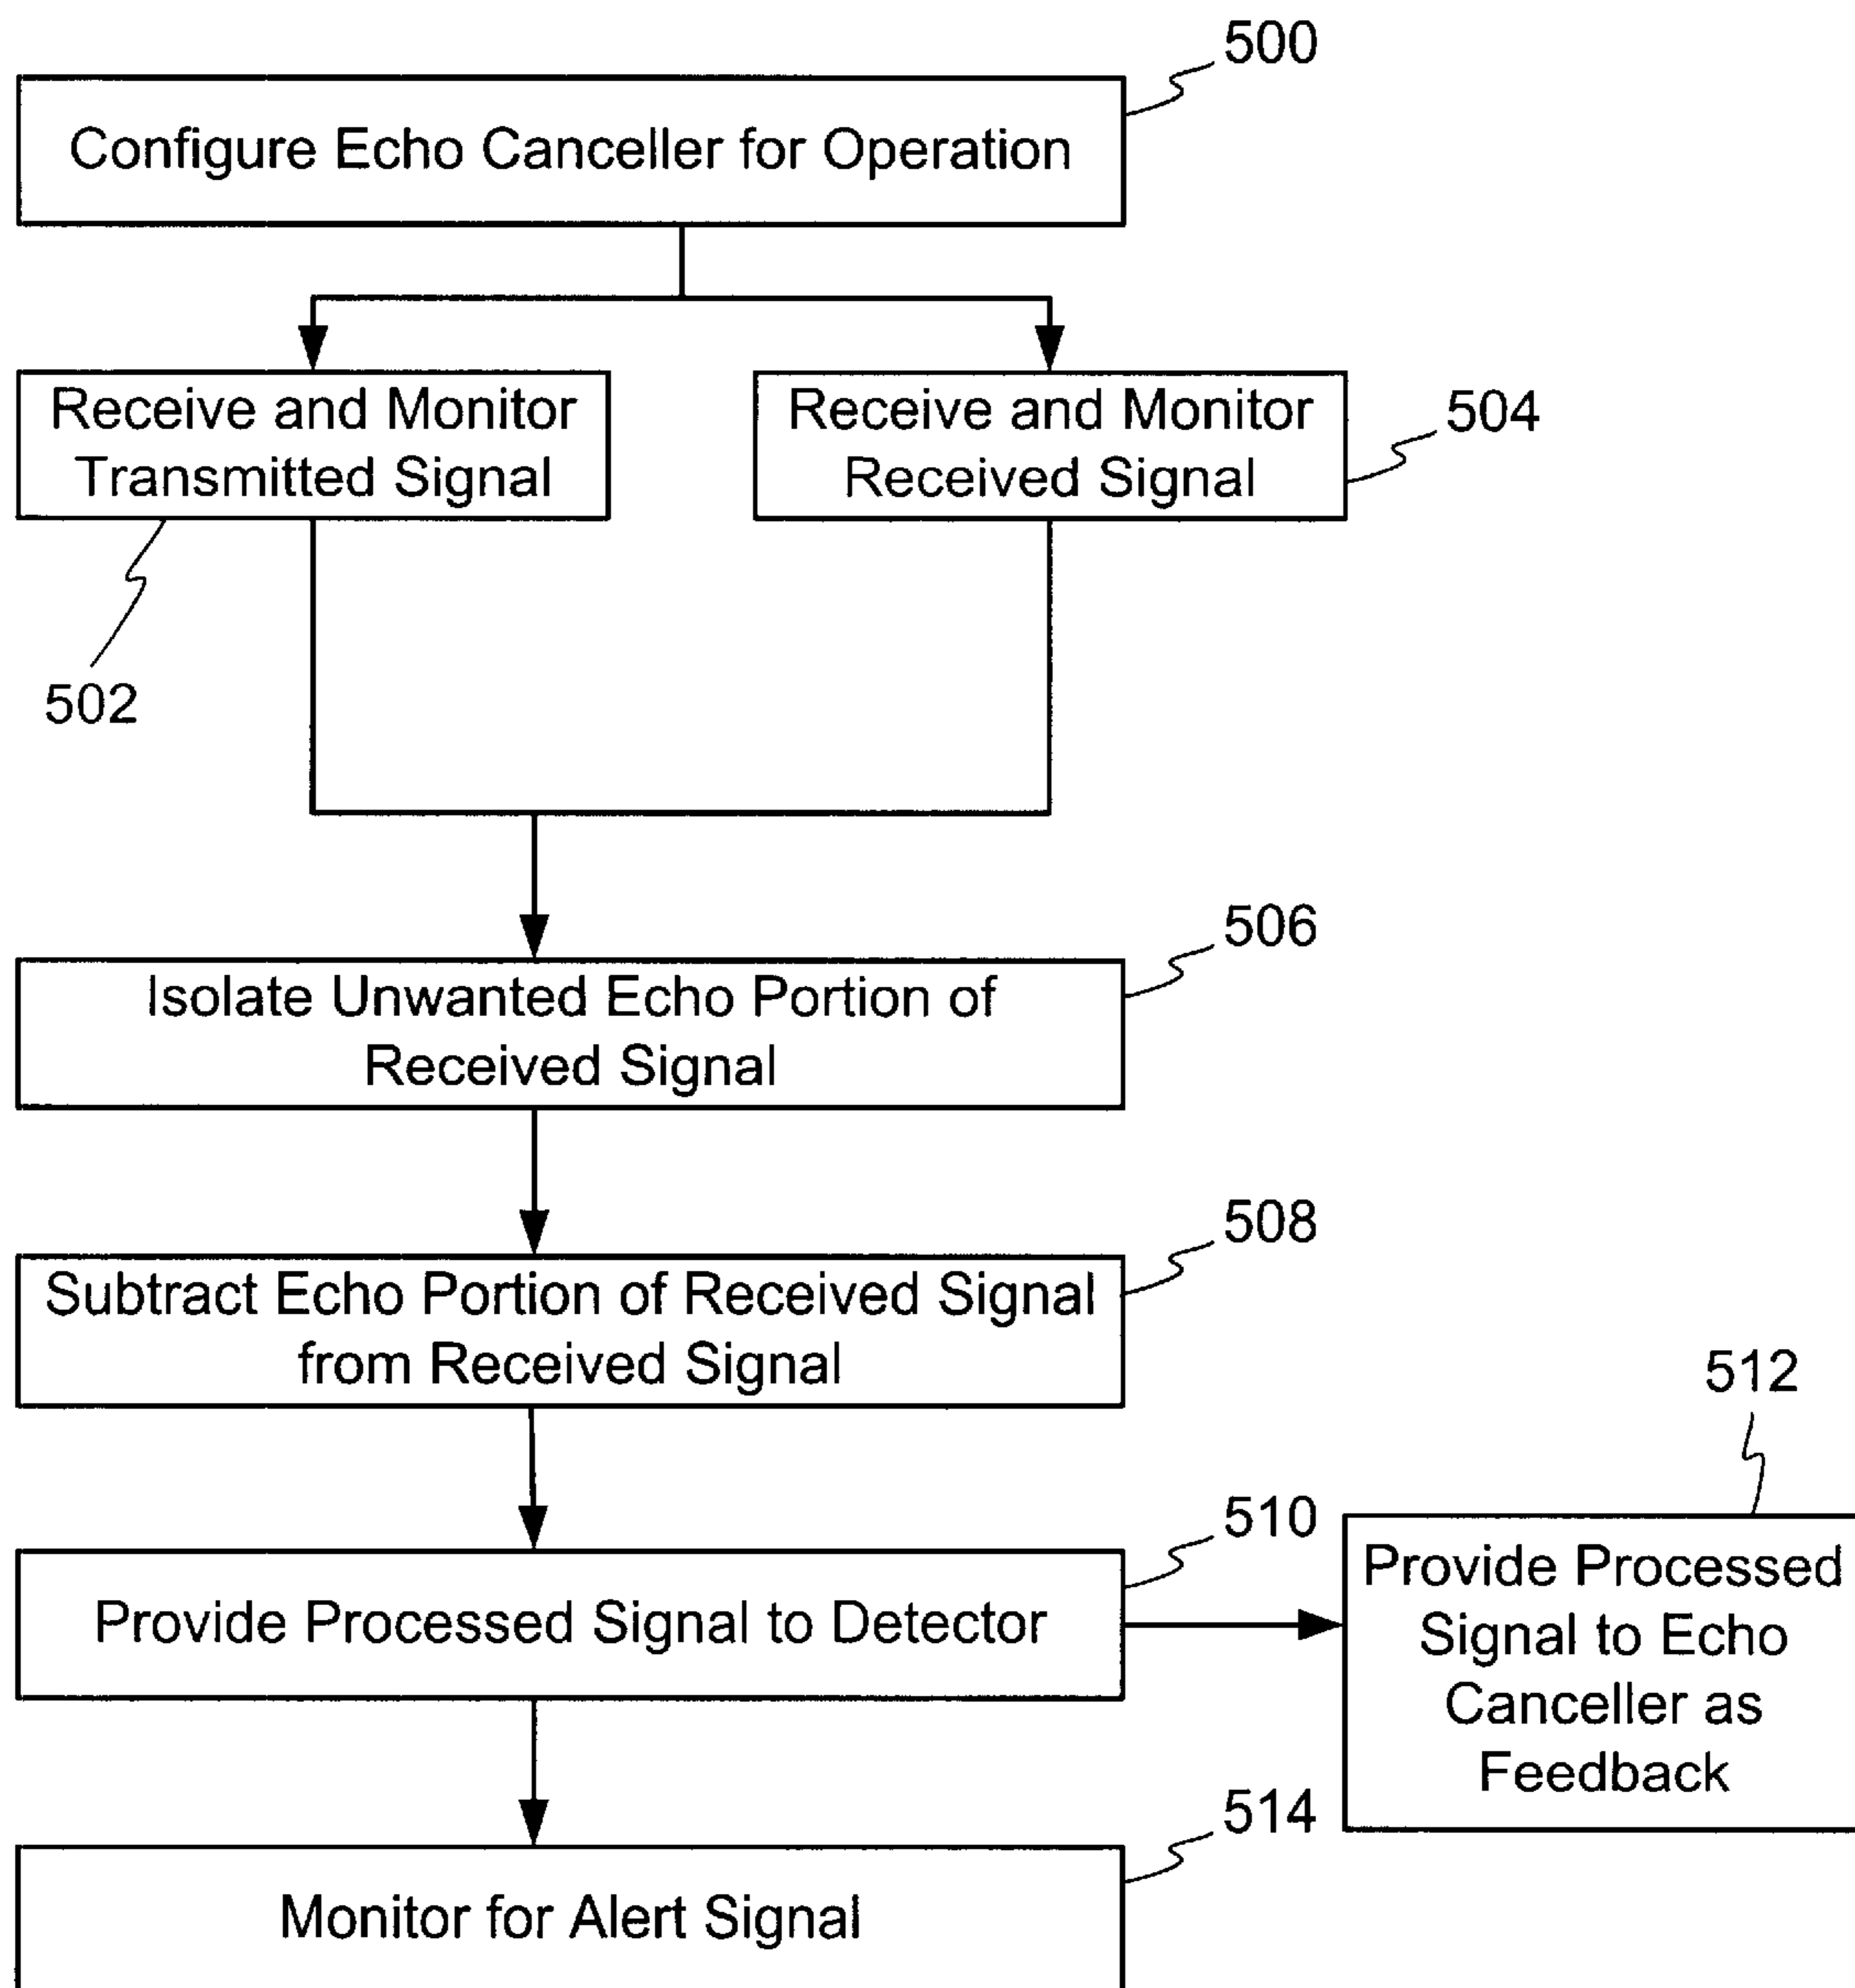 500
Configure Echo Canceller for Operation
Receive and Monitor
Transmitted Signal
Receive and Monitor
Received Signal
504
502
506
Isolate Unwanted Echo Portion of
Received Signal
508
Subtract Echo Portion of Received Signal
from Received Signal
512
510
Provide Processed Signal to Detector
Provide Processed
Signal to Echo
Canceller as
Feedback
514
Monitor for Alert Signal